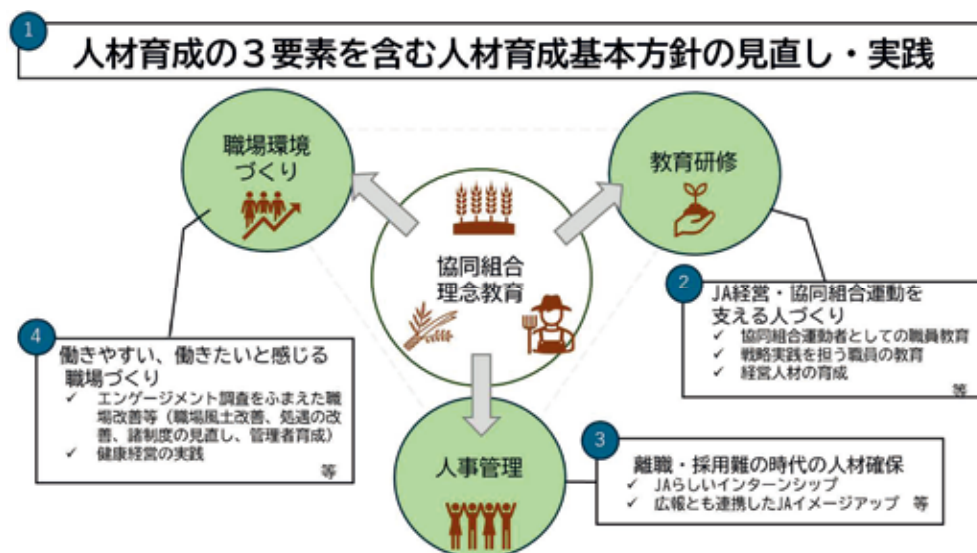 1
人材育成の３要素を含む人材育成基本方針の見直し・実践
職場環境
づくり
教育研修
協同組合
理念教育
人事管理
2
JA経営・協同組合運動を
支える人づくり
✓ 協同組合運動者としての職員教育
✓ 戦略実践を担う職員の教育
✓ 経営人材の育成
等
3
離職・採用難の時代の人材確保
✓ JAらしいインターンシップ
✓ 広報とも連携したJAイメージアップ 等
4
働きやすい、働きたいと感じる
職場づくり
✓ エンゲージメント調査をふまえた職
場改善等（職場風土改善、処遇の改
善、諸制度の見直し、管理者育成）
✓ 健康経営の実践
等